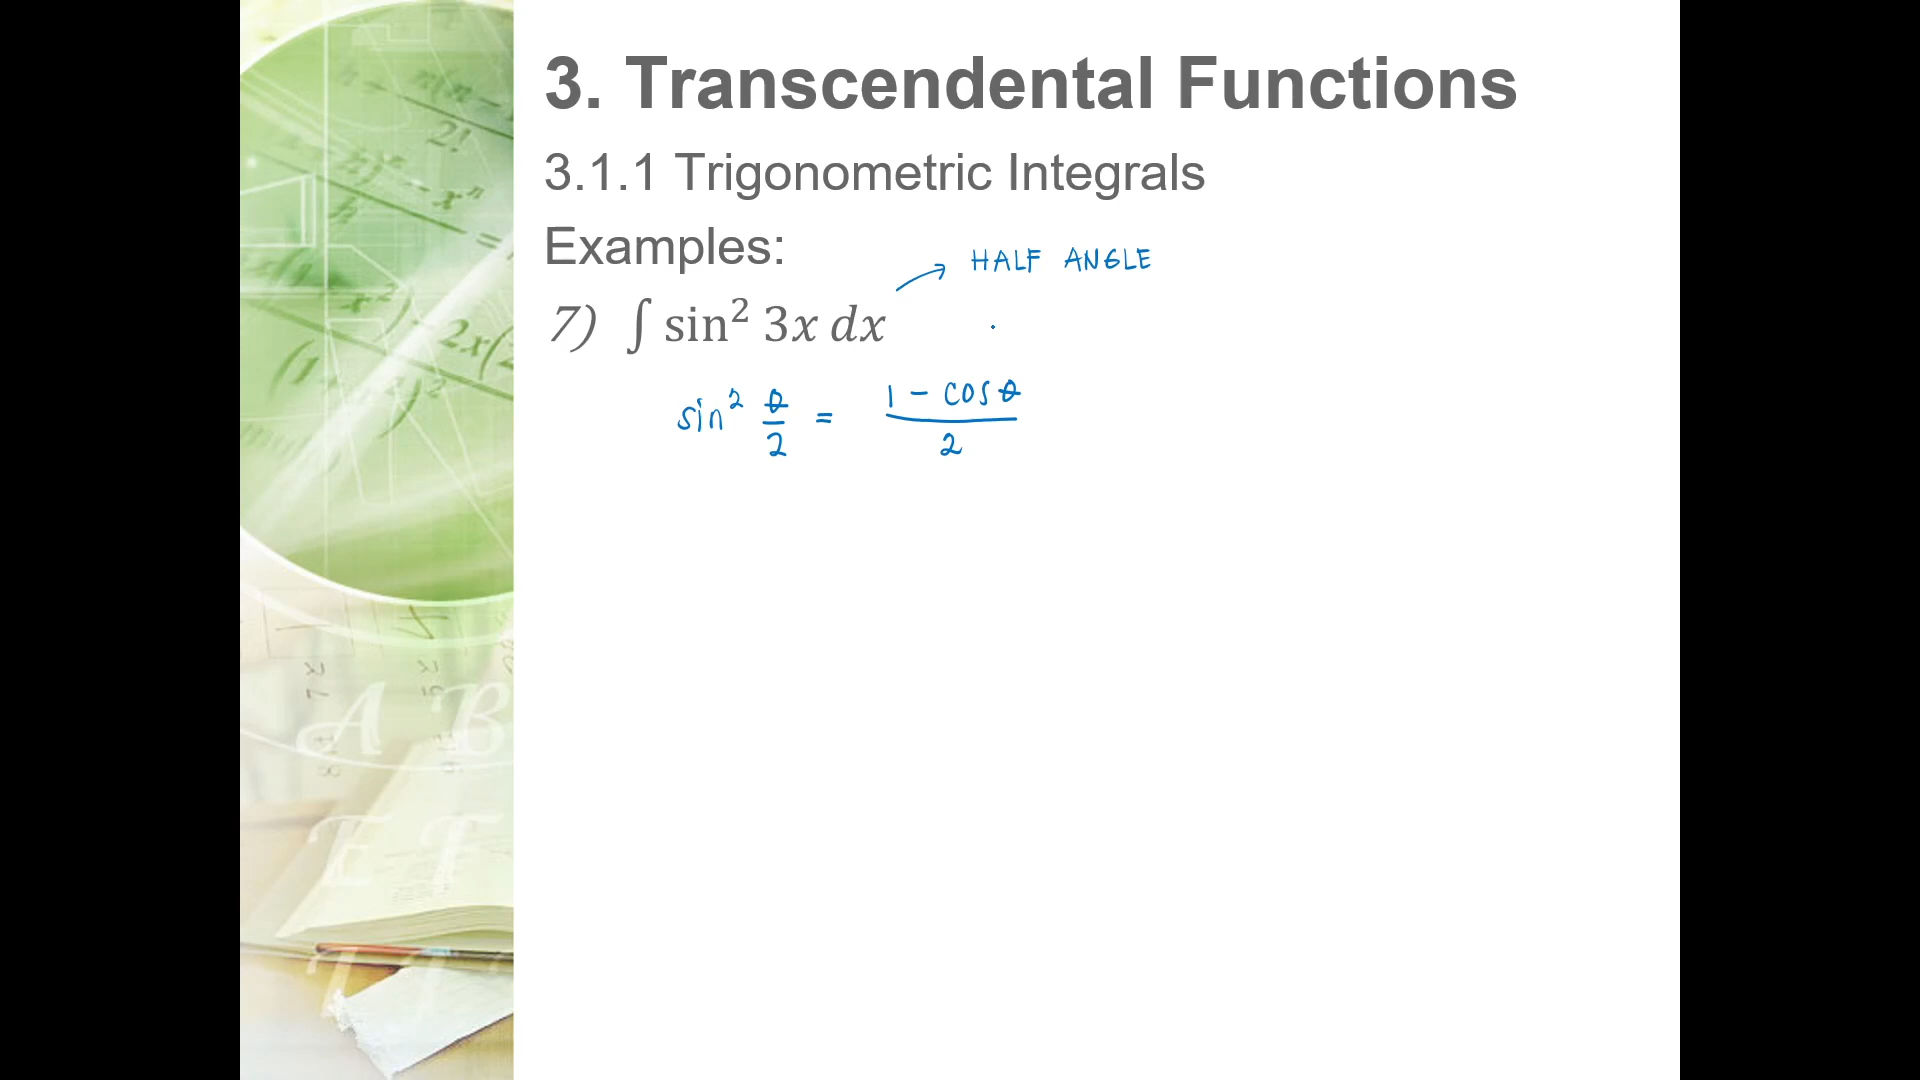 3. Transcendental Functions
3.1.1 Trigonometric Integrals
Examples:
HALF ANGLE
7) ∫ sin² 3x dx
sin² θ/2 = (1 - cos θ)/2